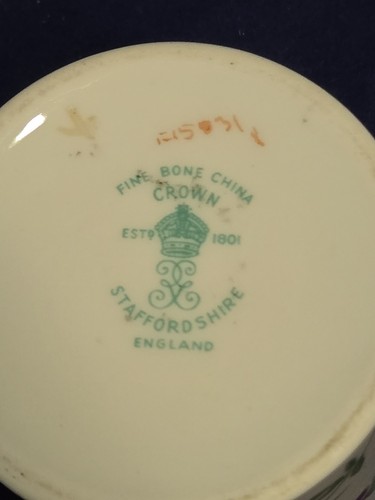 FINE BONE CHINA
CROWN
ESTD 1801
STAFFORDSHIRE
ENGLAND